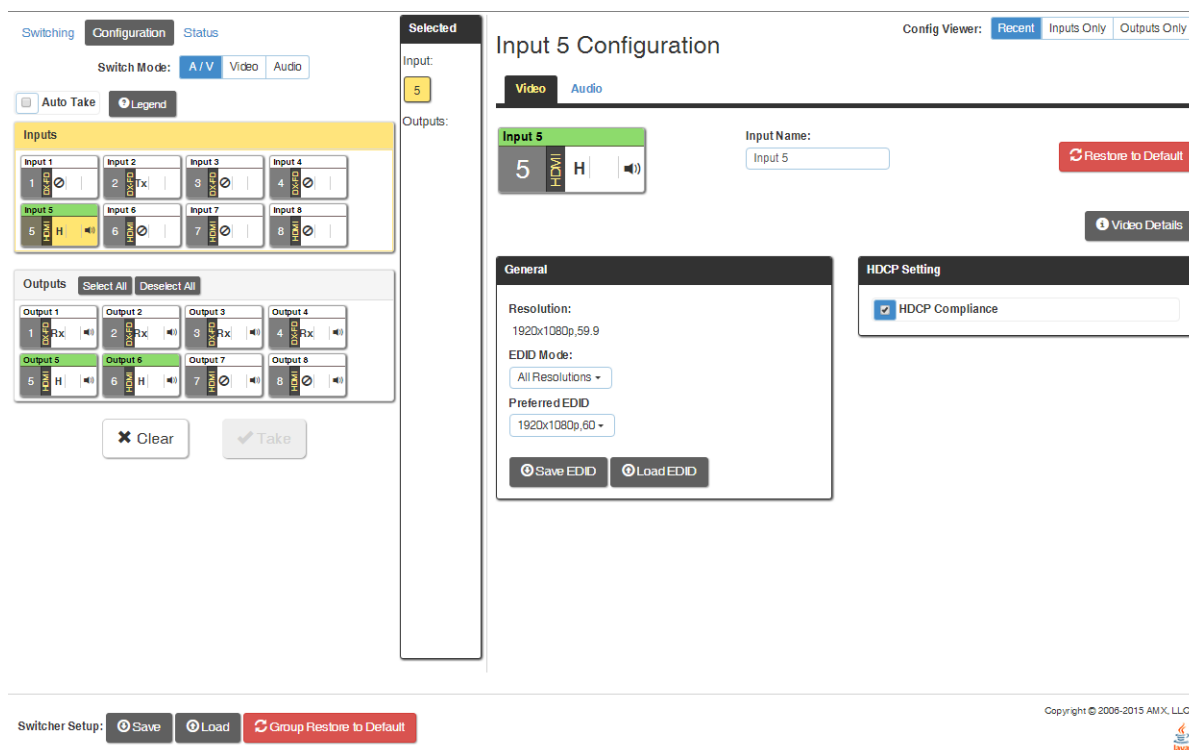 Switching Configuration Status
Switch Mode: A / V Video Audio
Auto Take Legend
Inputs
Input 1 Input 2 Input 3 Input 4
1 DX-FD 2 DX-FD Tx 3 DX-FD 4 DX-FD
Input 5 Input 6 Input 7 Input 8
5 HDMI H 6 HDMI 7 HDMI 8 HDMI
Outputs Select All Deselect All
Output 1 Output 2 Output 3 Output 4
1 DX-FD Rx 2 DX-FD Rx 3 DX-FD Rx 4 DX-FD Rx
Output 5 Output 6 Output 7 Output 8
5 HDMI H 6 HDMI H 7 HDMI 8 HDMI
Clear Take
Selected
Input:
5
Outputs:
Config Viewer: Recent Inputs Only Outputs Only
Input 5 Configuration
Video Audio
Input 5
5 HDMI H
Input Name:
Input 5
Restore to Default
Video Details
General
Resolution:
1920x1080p,59.9
EDID Mode:
All Resolutions
Preferred EDID
1920x1080p,60
Save EDID Load EDID
HDCP Setting
HDCP Compliance
Switcher Setup: Save Load Group Restore to Default
Copyright © 2006-2015 AMX, LLC
Java